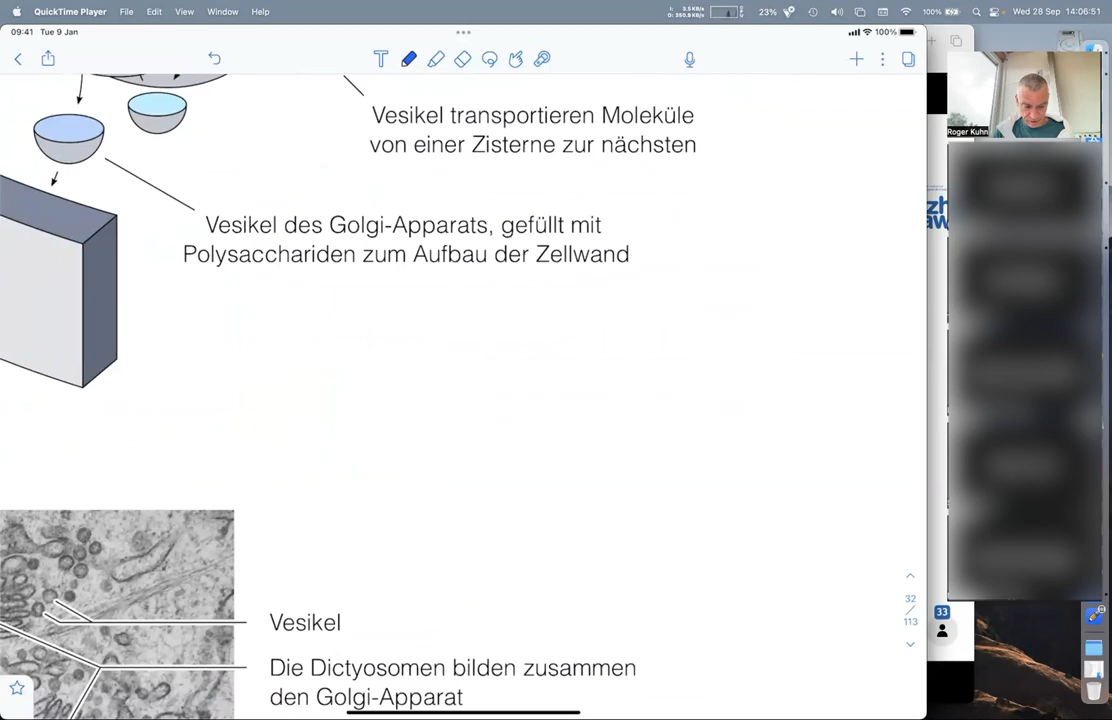 QuickTime Player File Edit View Window Help
23%
100%
Wed 28 Sep 14:06:51
09:41 Tue 9 Jan
100%
Vesikel transportieren Moleküle
von einer Zisterne zur nächsten
Roger Kuhn
Vesikel des Golgi-Apparats, gefüllt mit
Polysacchariden zum Aufbau der Zellwand
zh
aw
32
/
113
33
Vesikel
Die Dictyosomen bilden zusammen
den Golgi-Apparat